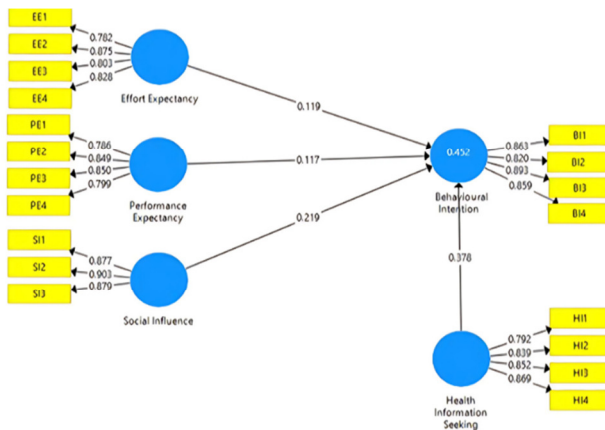 EE1
EE2
EE3
EE4
0.782
0.875
0.803
0.828
Effort Expectancy
PE1
PE2
PE3
PE4
0.786
0.849
0.850
0.799
Performance
Expectancy
SI1
SI2
SI3
0.877
0.903
0.879
Social Influence
0.119
0.117
0.219
0.452
Behavioural
Intention
0.863
0.820
0.893
0.859
BI1
BI2
BI3
BI4
0.378
Health
Information
Seeking
0.792
0.839
0.852
0.869
HI1
HI2
HI3
HI4